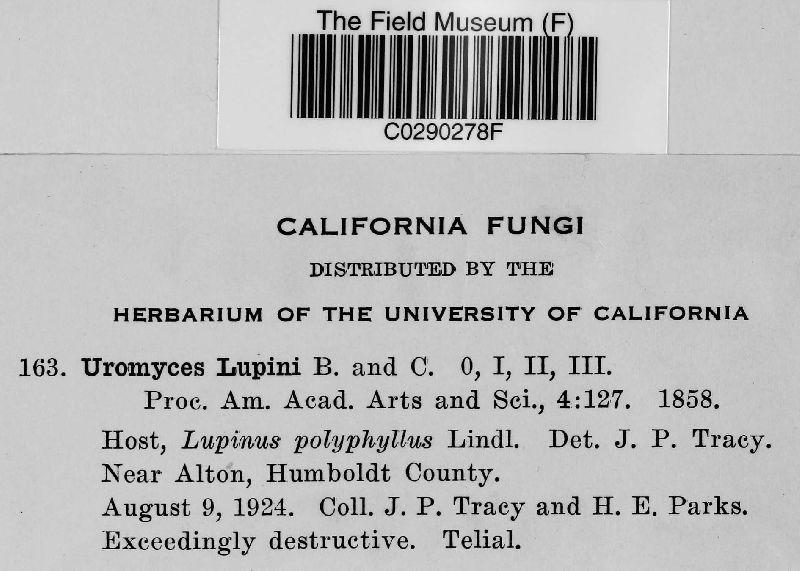 The Field Museum (F)
C0290278F
CALIFORNIA FUNGI
DISTRIBUTED BY THE
HERBARIUM OF THE UNIVERSITY OF CALIFORNIA
163. Uromyces Lupini B. and C. 0, I, II, III.
Proc. Am. Acad. Arts and Sci., 4:127. 1858.
Host, Lupinus polyphyllus Lindl. Det. J. P. Tracy.
Near Alton, Humboldt County.
August 9, 1924. Coll. J. P. Tracy and H. E. Parks.
Exceedingly destructive. Telial.